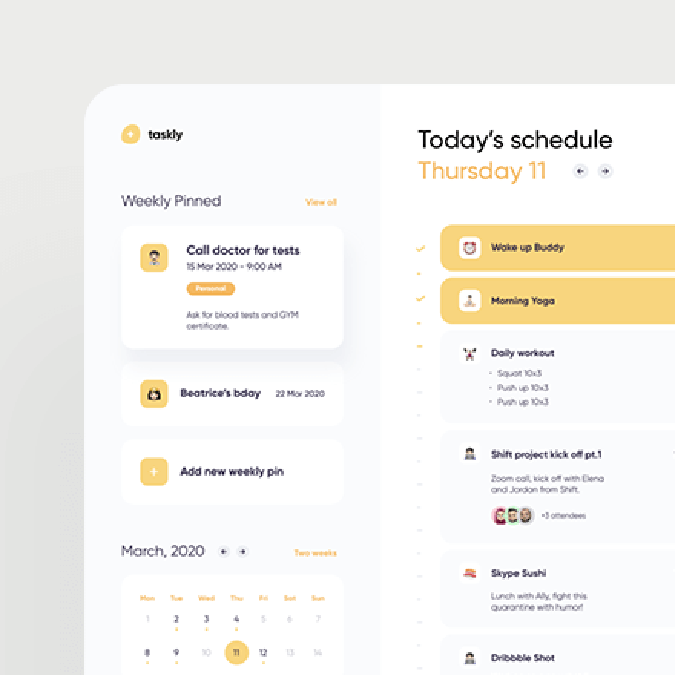 taskly
Weekly Pinned
View all
Call doctor for tests
15 Mar 2020 - 9:00 AM
Personal
Ask for blood tests and GYM
certificate.
Beatrice's bday
22 Mar 2020
+
Add new weekly pin
March, 2020
Two weeks
Mon Tue Wed Thu Fri Sat Sun
1 2 3 4 5 6 7
8 9 10 11 12 13 14
Today's schedule
Thursday 11
Wake up Buddy
Morning Yoga
Daily workout
• Squat 10x3
• Push up 10x3
• Push up 10x3
Shift project kick off pt.1
Zoom call, kick off with Elena
and Jordan from Shift.
+3 attendees
Skype Sushi
Lunch with Ally, fight this
quarantine with humor!
Dribbble Shot